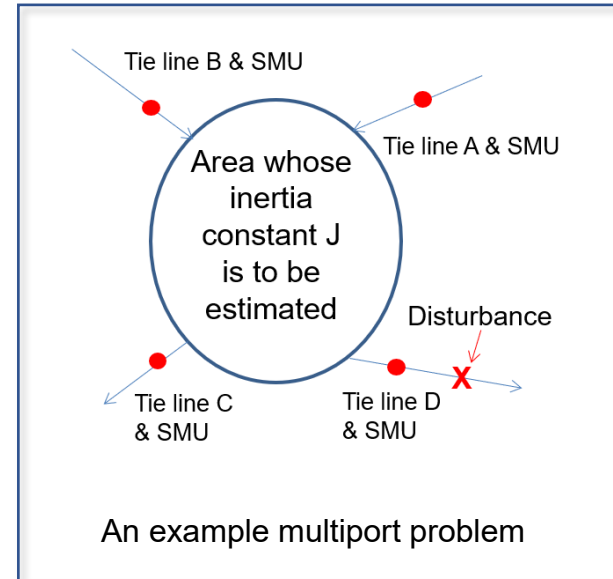 Tie line B & SMU
Tie line A & SMU
Area whose
inertia
constant J
is to be
estimated
Disturbance
X
Tie line C
& SMU
Tie line D
& SMU
An example multiport problem